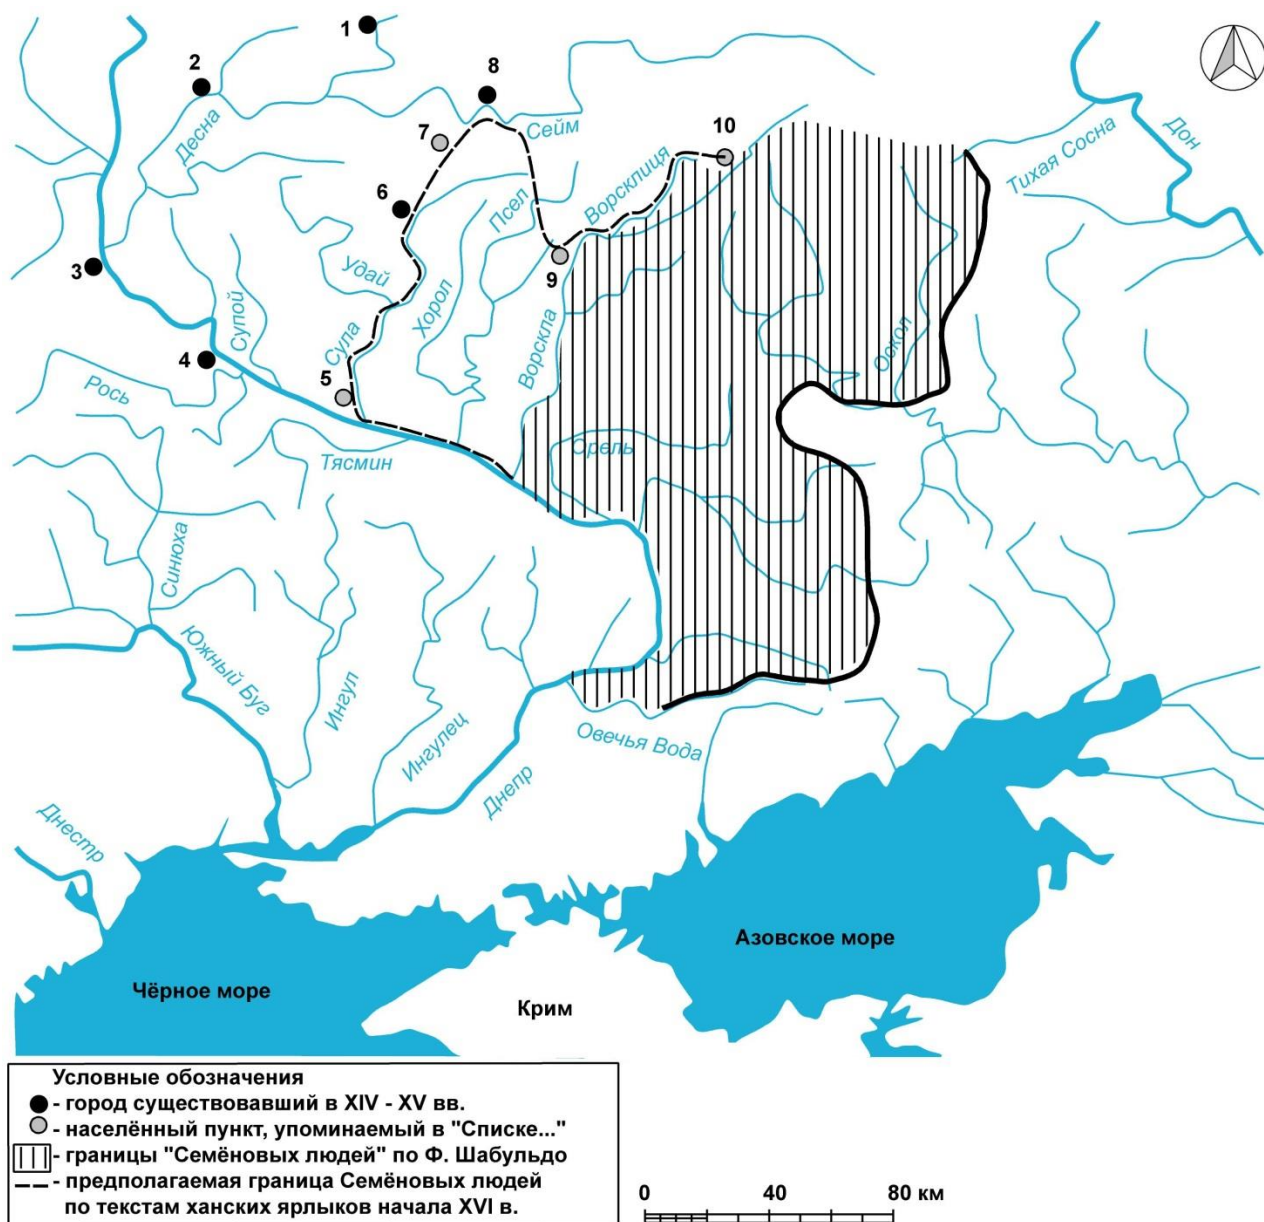 1
2
8
Десна
7
Сейм
10
Дон
Тихая Сосна
Ворсклиця
6
Псел
3
Удай
9
Хорол
Супой
Сула
Ворскла
Оскол
4
5
Рось
Тясмин
Орель
Синюха
Южный Буг
Ингул
Ингулец
Овечья Вода
Днепр
Днестр
Азовское море
Чёрное море
Крим
Условные обозначения
- город существовавший в XIV - XV вв.
- населённый пункт, упоминаемый в "Списке..."
- границы "Семёновых людей" по Ф. Шабульдо
- предполагаемая граница Семёновых людей
по текстам ханских ярлыков начала XVI в.
0 40 80 км